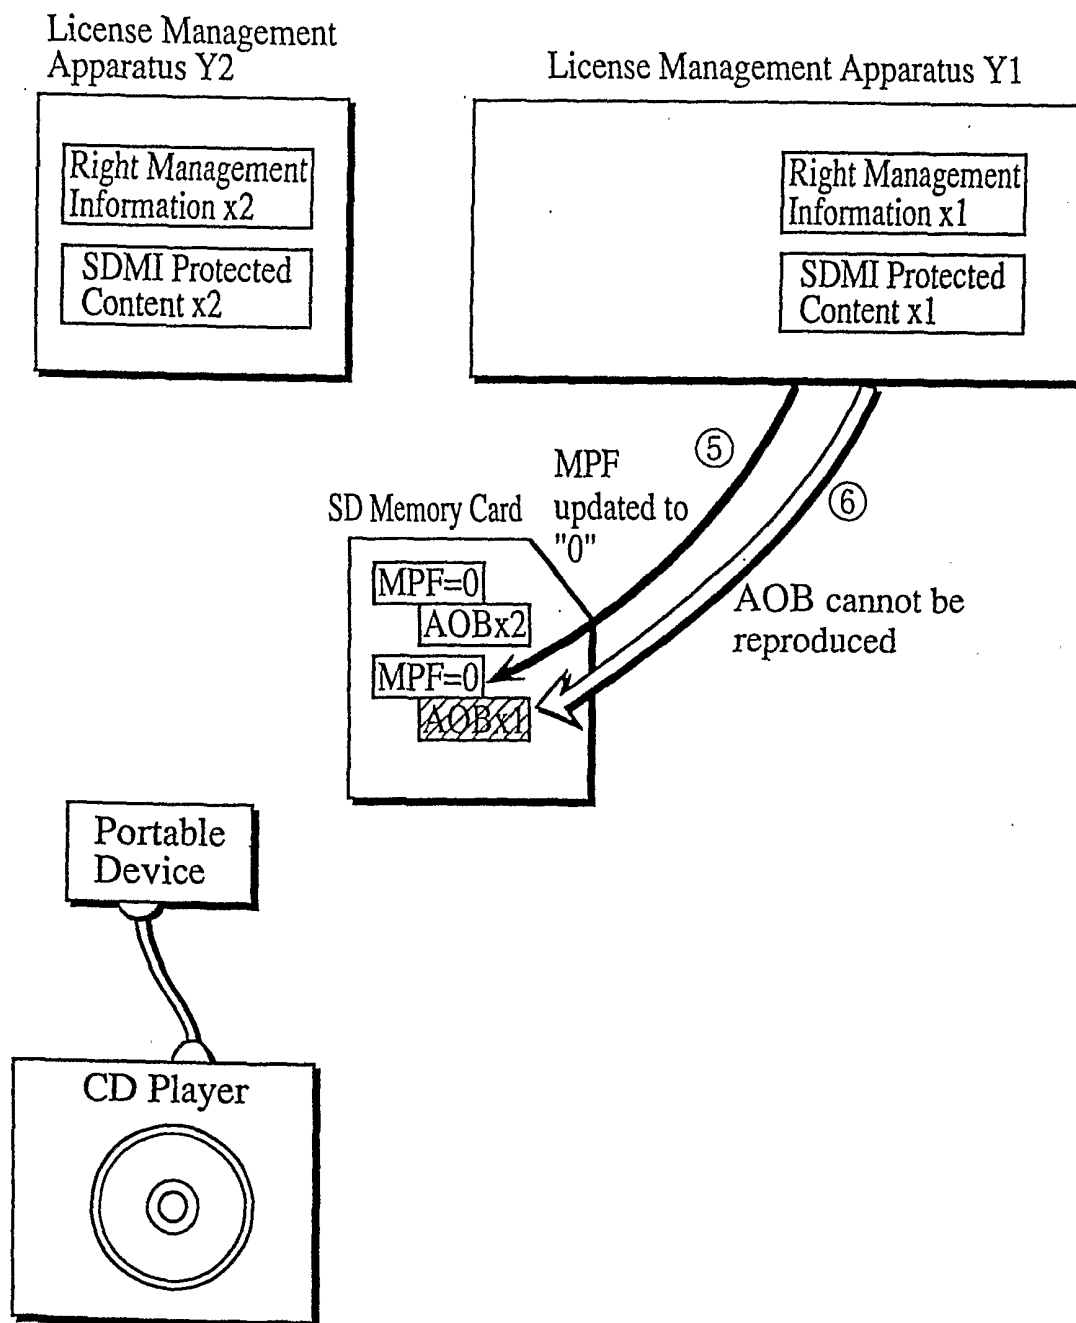 License Management
Apparatus Y2
License Management Apparatus Y1
Right Management
Information x2
SDMI Protected
Content x2
Right Management
Information x1
SDMI Protected
Content x1
⑤
MPF
updated to
"0"
⑥
SD Memory Card
AOB cannot be
reproduced
MPF=0
AOBx2
MPF=0
AOBx1
Portable
Device
CD Player